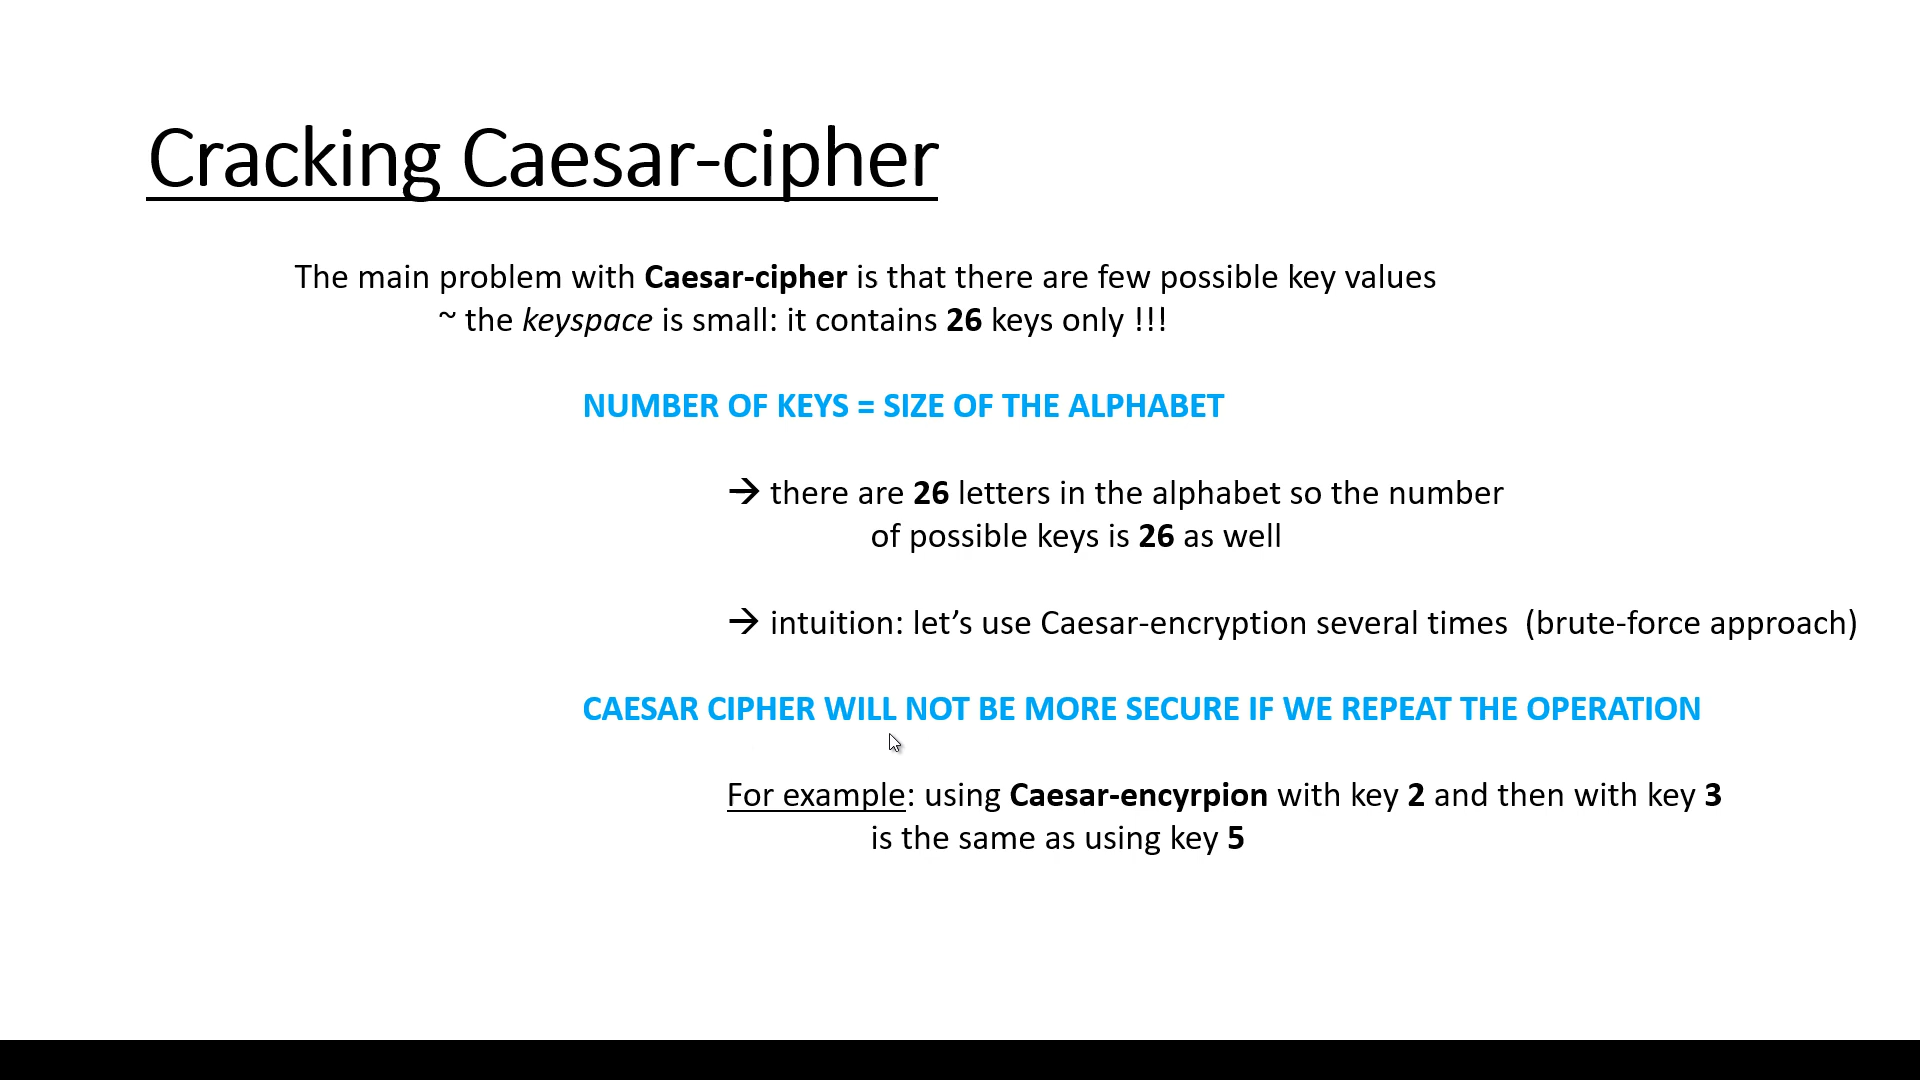 Cracking Caesar-cipher
The main problem with Caesar-cipher is that there are few possible key values
~ the keyspace is small: it contains 26 keys only !!!
NUMBER OF KEYS = SIZE OF THE ALPHABET
→ there are 26 letters in the alphabet so the number
of possible keys is 26 as well
→ intuition: let’s use Caesar-encryption several times  (brute-force approach)
CAESAR CIPHER WILL NOT BE MORE SECURE IF WE REPEAT THE OPERATION
For example: using Caesar-encyrpion with key 2 and then with key 3
is the same as using key 5